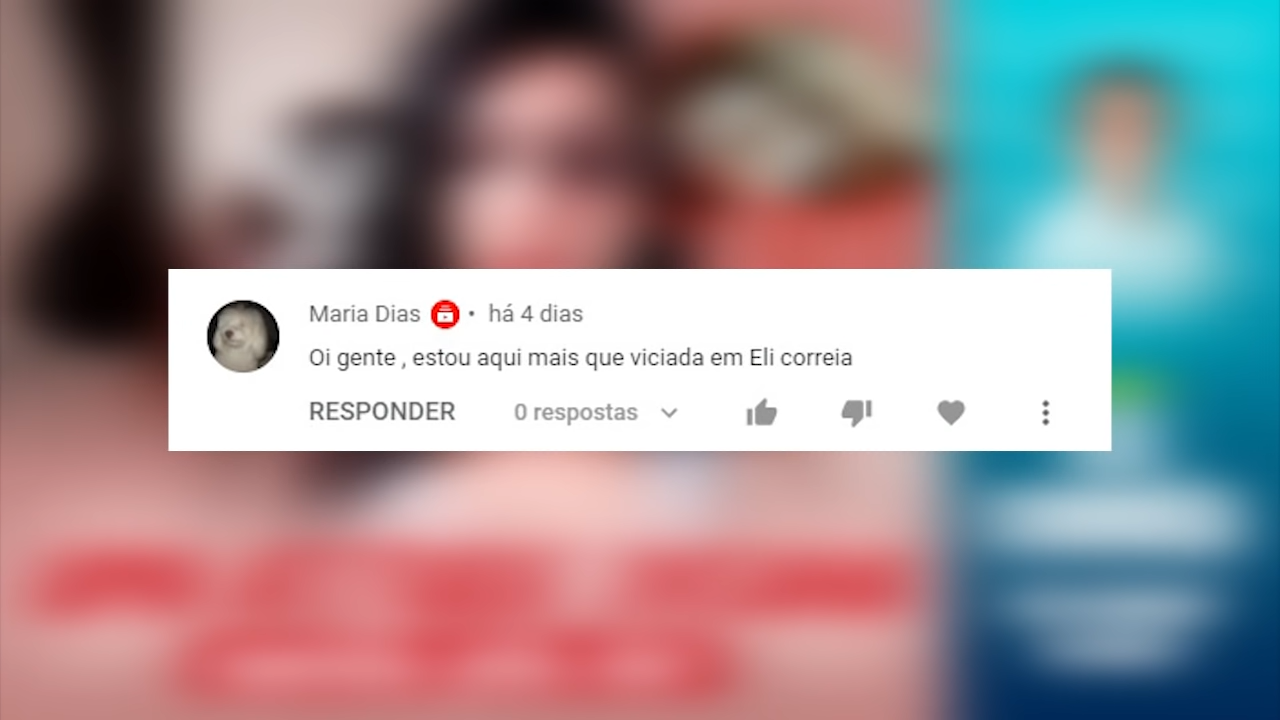 Maria Dias • há 4 dias
Oi gente , estou aqui mais que viciada em Eli correia
RESPONDER 0 respostas